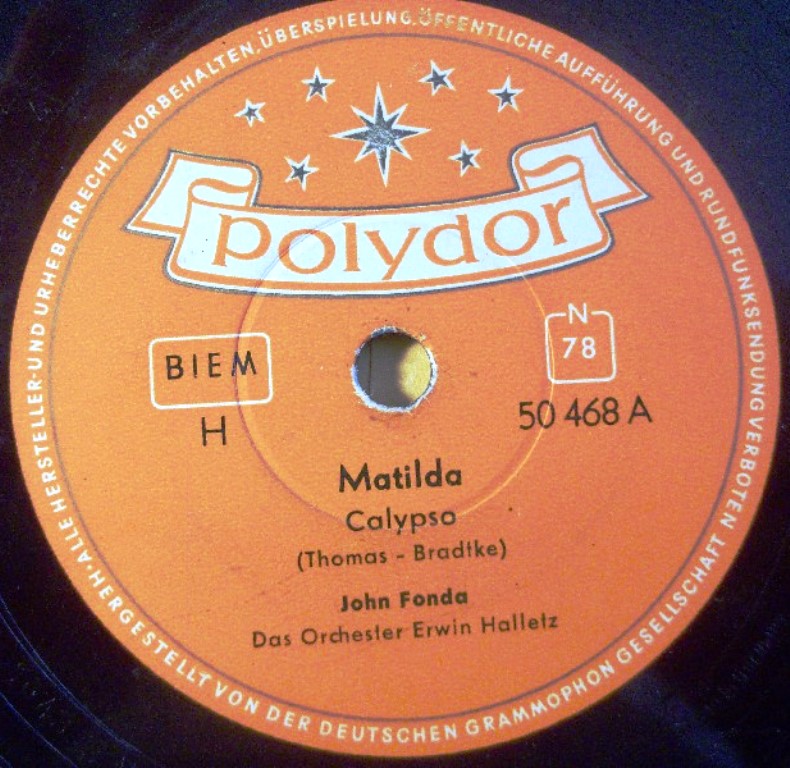 ALLE HERSTELLER- UND URHEBERRECHTE VORBEHALTEN, ÜBERSPIELUNG, ÖFFENTLICHE AUFFÜHRUNG UND RUNDFUNKSENDUNG VERBOTEN
polydor
BIEM
H
N
78
50 468 A
Matilda
Calypso
(Thomas - Bradtke)
John Fonda
Das Orchester Erwin Halletz
· HERGESTELLT VON DER DEUTSCHEN GRAMMOPHON GESELLSCHAFT